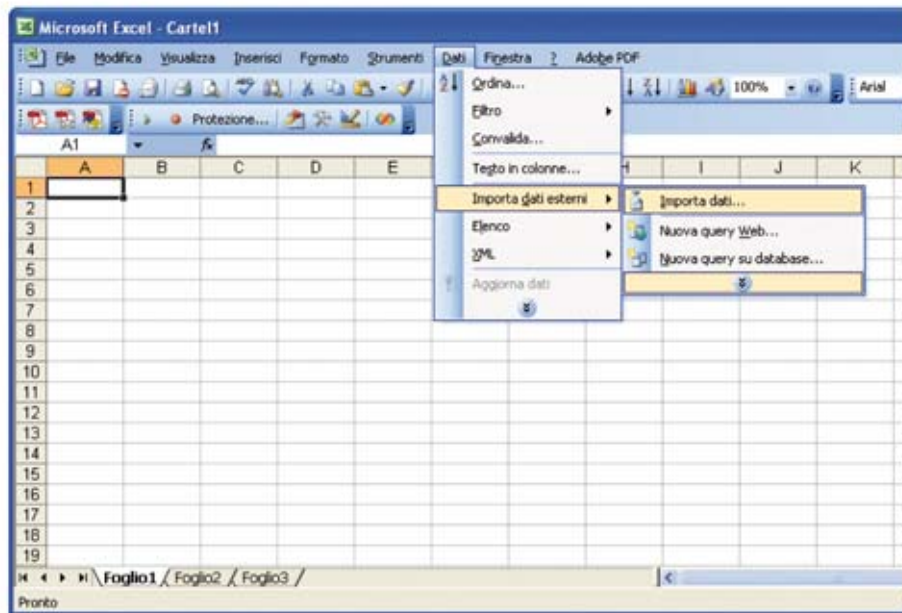 Microsoft Excel - Cartel1
File Modifica Visualizza Inserisci Formato Strumenti Dati Finestra ? Adobe PDF
Ordina...
100% Arial
Filtro
Protezione...
Convalida...
A1 fx
Testo in colonne...
A B C D E H I J K
Importa dati esterni
Importa dati...
Elenco
Nuova query Web...
XML
Nuova query su database...
Aggiorna dati
1
2
3
4
5
6
7
8
9
10
11
12
13
14
15
16
17
18
19
Foglio1 Foglio2 Foglio3
Pronto